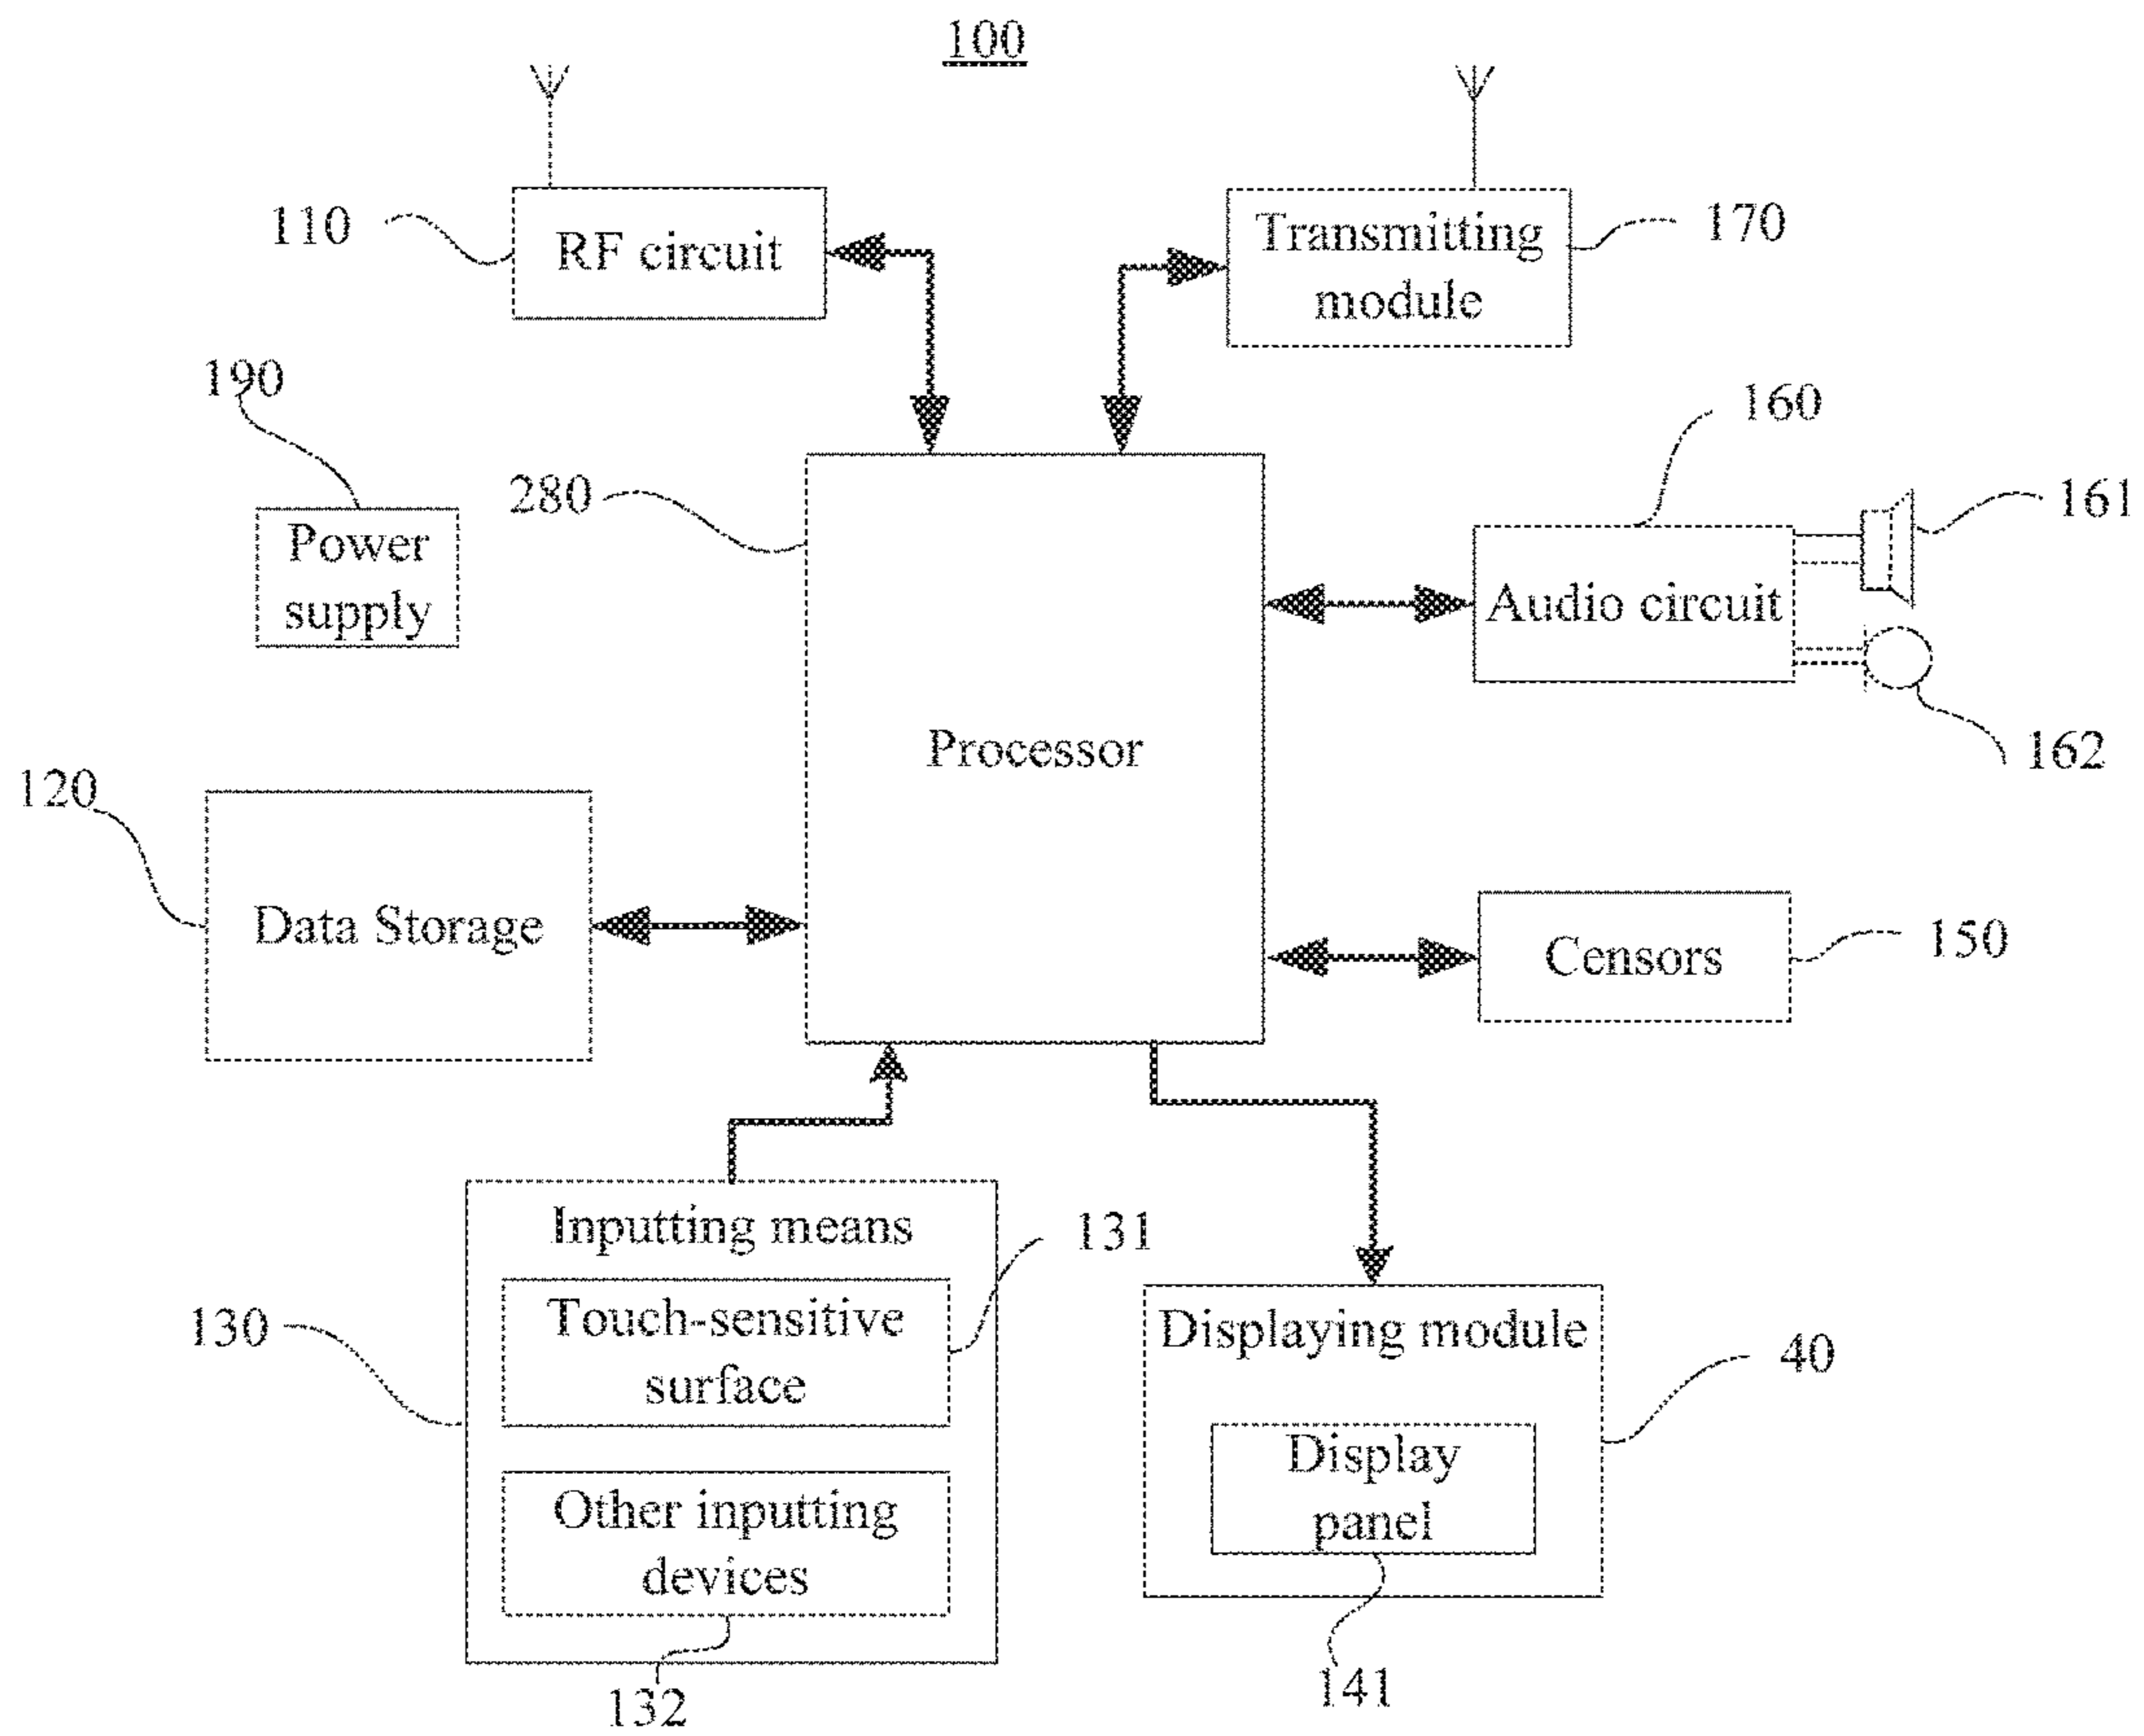 100
110
RF circuit
Transmitting
module
170
190
Power
supply
280
Processor
160
Audio circuit
161
162
120
Data Storage
Censors
150
Inputting means
131
Touch-sensitive
surface
130
Other inputting
devices
132
Displaying module
40
Display
panel
141